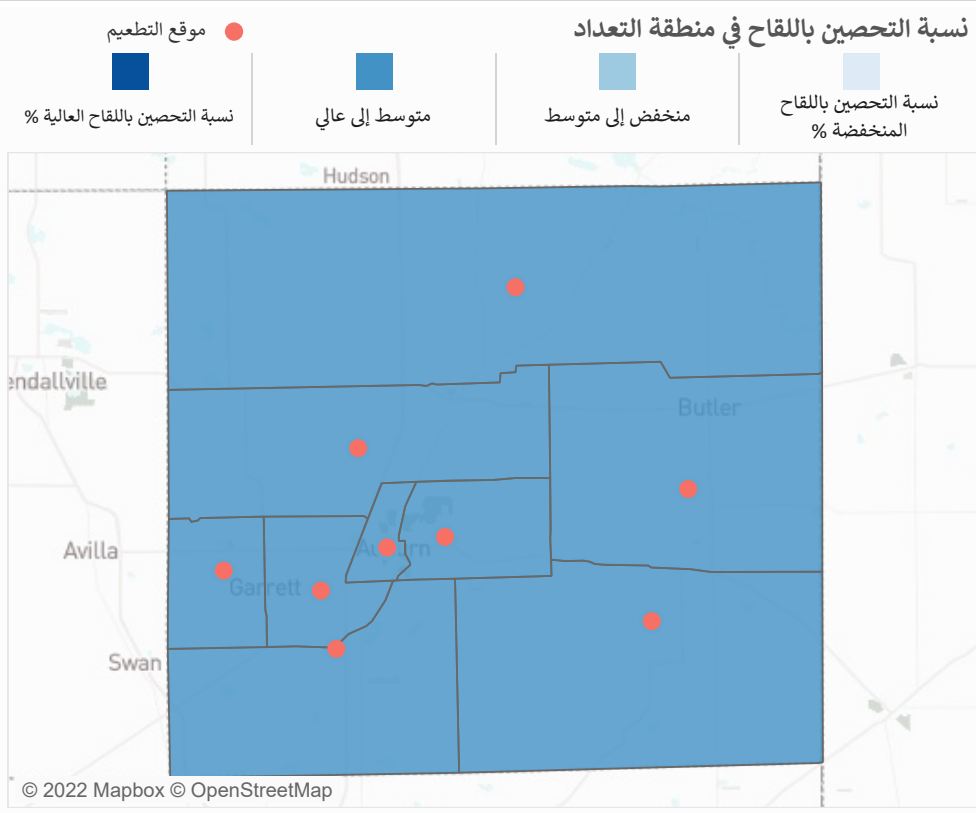 نسبة التحصين باللقاح في منطقة التعداد
موقع التطعيم
نسبة التحصين باللقاح
المنخفضة %
منخفض إلى متوسط
متوسط إلى عالي
نسبة التحصين باللقاح العالية %
Hudson
endallville
Butler
Avilla
Auburn
Garrett
Swan
© 2022 Mapbox © OpenStreetMap